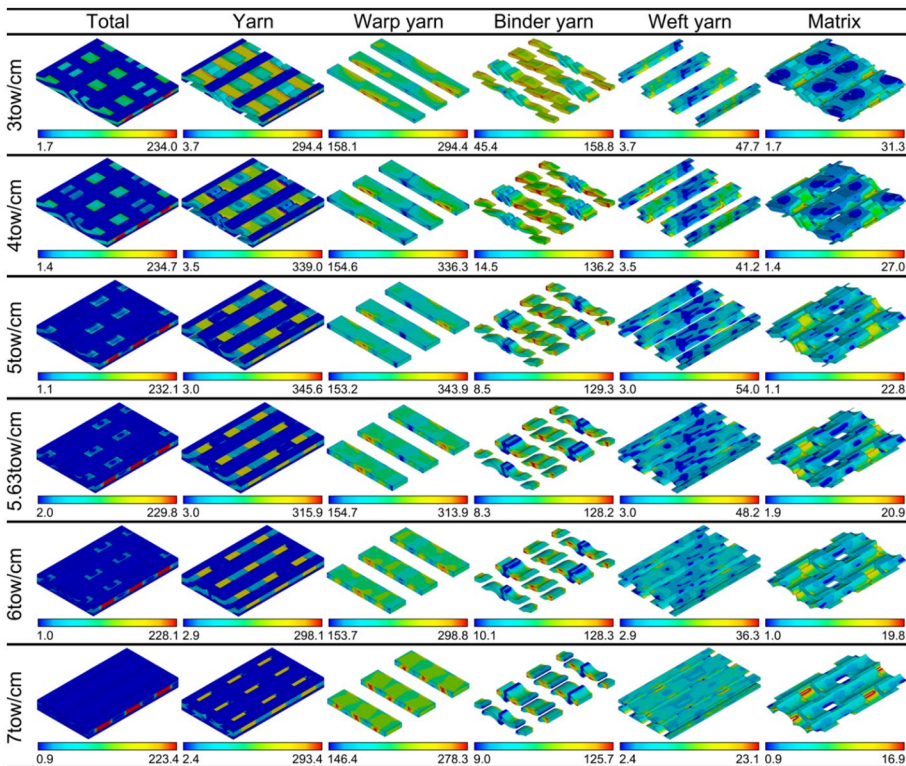 Total Yarn Warp yarn Binder yarn Weft yarn Matrix
3tow/cm
1.7 234.0 3.7 294.4 158.1 294.4 45.4 158.8 3.7 47.7 1.7 31.3
4tow/cm
1.4 234.7 3.5 339.0 154.6 336.3 14.5 136.2 3.5 41.2 1.4 27.0
5tow/cm
1.1 232.1 3.0 345.6 153.2 343.9 8.5 129.3 3.0 54.0 1.1 22.8
5.63tow/cm
2.0 229.8 3.0 315.9 154.7 313.9 8.3 128.2 3.0 48.2 1.9 20.9
6tow/cm
1.0 228.1 2.9 298.1 153.7 298.8 10.1 128.3 2.9 36.3 1.0 19.8
7tow/cm
0.9 223.4 2.4 293.4 146.4 278.3 9.0 125.7 2.4 23.1 0.9 16.9